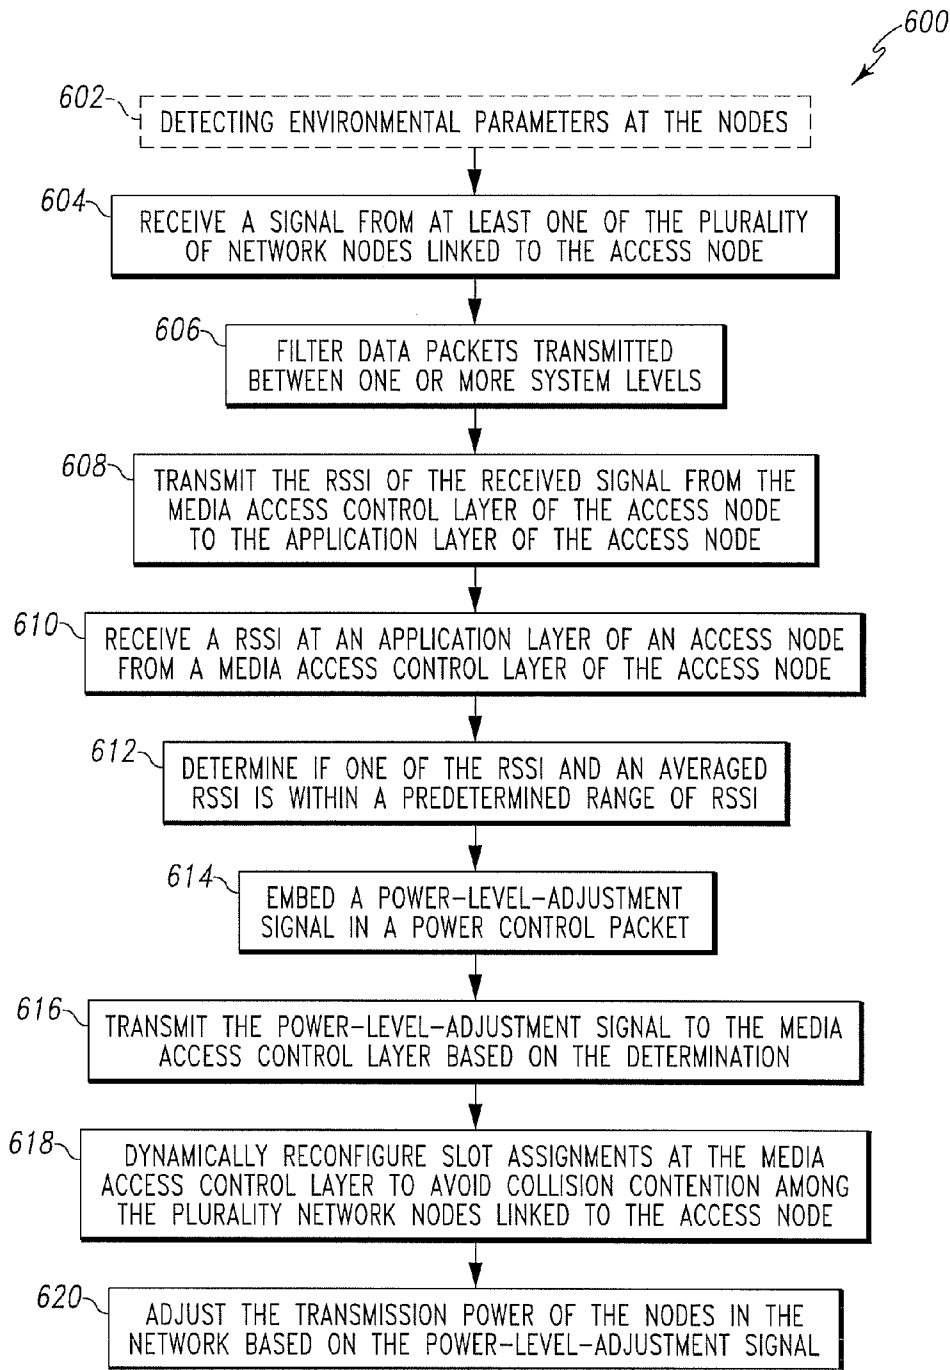 600
602
DETECTING ENVIRONMENTAL PARAMETERS AT THE NODES
604
RECEIVE A SIGNAL FROM AT LEAST ONE OF THE PLURALITY
OF NETWORK NODES LINKED TO THE ACCESS NODE
606
FILTER DATA PACKETS TRANSMITTED
BETWEEN ONE OR MORE SYSTEM LEVELS
608
TRANSMIT THE RSSI OF THE RECEIVED SIGNAL FROM THE
MEDIA ACCESS CONTROL LAYER OF THE ACCESS NODE
TO THE APPLICATION LAYER OF THE ACCESS NODE
610
RECEIVE A RSSI AT AN APPLICATION LAYER OF AN ACCESS NODE
FROM A MEDIA ACCESS CONTROL LAYER OF THE ACCESS NODE
612
DETERMINE IF ONE OF THE RSSI AND AN AVERAGED
RSSI IS WITHIN A PREDETERMINED RANGE OF RSSI
614
EMBED A POWER-LEVEL-ADJUSTMENT
SIGNAL IN A POWER CONTROL PACKET
616
TRANSMIT THE POWER-LEVEL-ADJUSTMENT SIGNAL TO THE MEDIA
ACCESS CONTROL LAYER BASED ON THE DETERMINATION
618
DYNAMICALLY RECONFIGURE SLOT ASSIGNMENTS AT THE MEDIA
ACCESS CONTROL LAYER TO AVOID COLLISION CONTENTION AMONG
THE PLURALITY NETWORK NODES LINKED TO THE ACCESS NODE
620
ADJUST THE TRANSMISSION POWER OF THE NODES IN THE
NETWORK BASED ON THE POWER-LEVEL-ADJUSTMENT SIGNAL